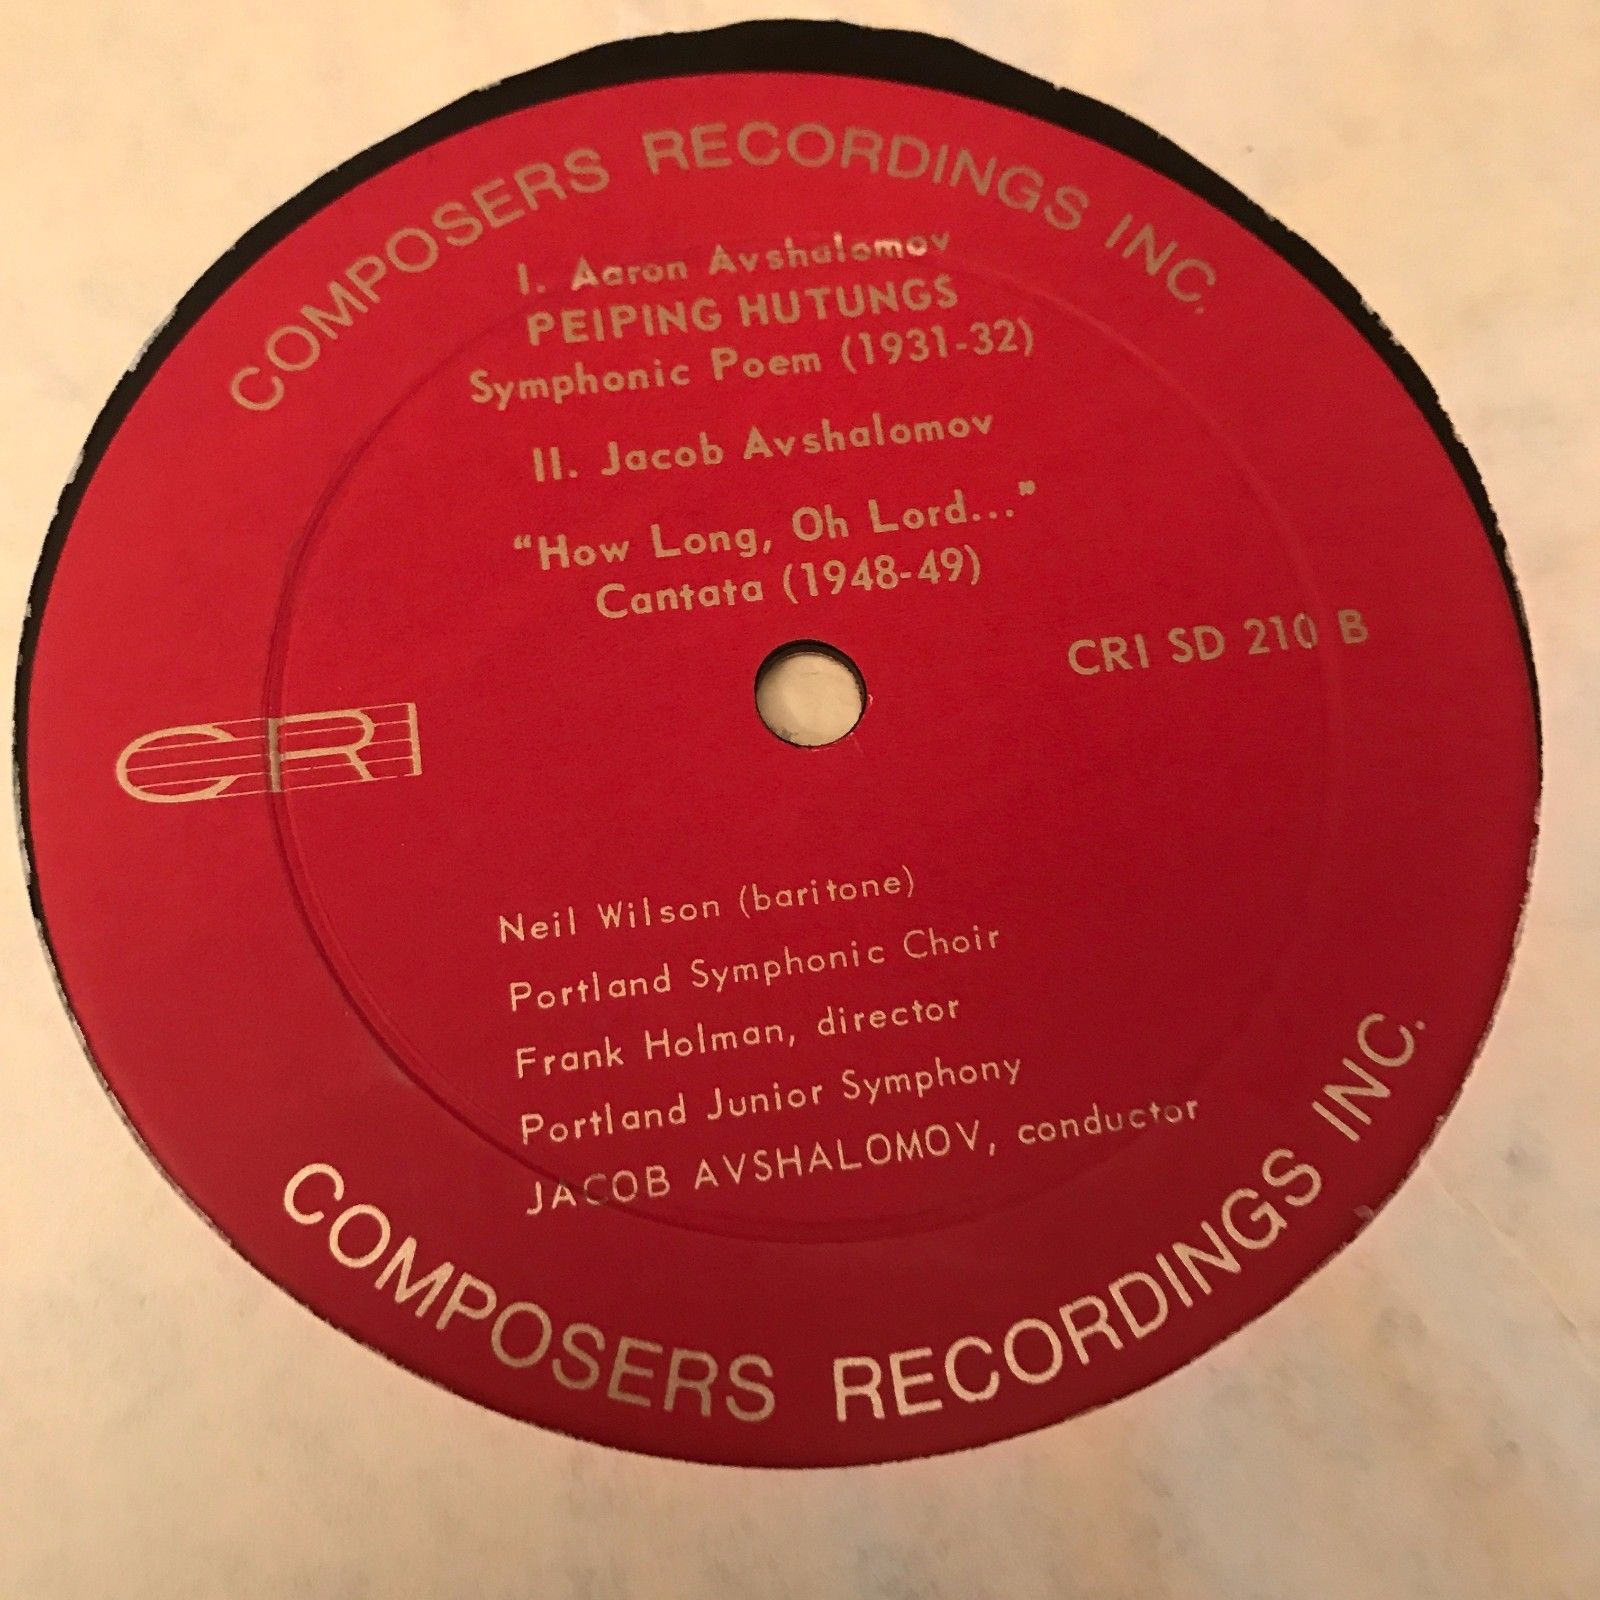 COMPOSERS RECORDINGS INC.
I. Aaron Avshalomov
PEIPING HUTUNGS
Symphonic Poem (1931-32)
II. Jacob Avshalomov
“How Long, Oh Lord...”
Cantata (1948-49)
CRI SD 210 B
CRI
Neil Wilson (baritone)
Portland Symphonic Choir
Frank Holman, director
Portland Junior Symphony
JACOB AVSHALOMOV, conductor
COMPOSERS RECORDINGS INC.